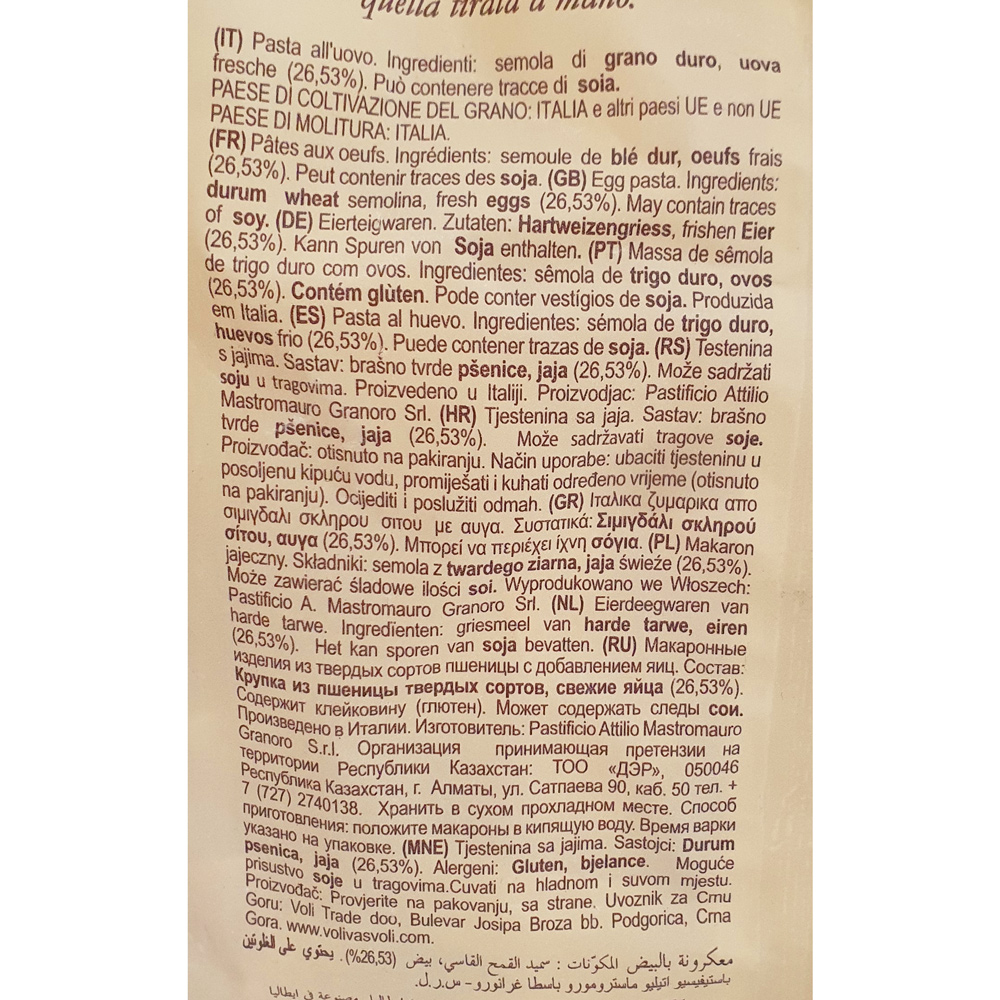 quella tirata a mano.
(IT) Pasta all'uovo. Ingredienti: semola di grano duro, uova
fresche (26,53%). Può contenere tracce di soia.
PAESE DI COLTIVAZIONE DEL GRANO: ITALIA e altri paesi UE e non UE
PAESE DI MOLITURA: ITALIA.
(FR) Pâtes aux oeufs. Ingrédients: semoule de blé dur, oeufs frais
(26,53%). Peut contenir traces des soja. (GB) Egg pasta. Ingredients:
durum wheat semolina, fresh eggs (26,53%). May contain traces
of soy. (DE) Eierteigwaren. Zutaten: Hartweizengriess, frishen Eier
(26,53%). Kann Spuren von Soja enthalten. (PT) Massa de sêmola
de trigo duro com ovos. Ingredientes: sêmola de trigo duro, ovos
(26,53%). Contém glùten. Pode conter vestígios de soja. Produzida
em Italia. (ES) Pasta al huevo. Ingredientes: sémola de trigo duro,
huevos frio (26,53%). Puede contener trazas de soja. (RS) Testenina
s jajima. Sastav: brašno tvrde pšenice, jaja (26,53%). Može sadržati
soju u tragovima. Proizvedeno u Italiji. Proizvodjac: Pastificio Attilio
Mastromauro Granoro Srl. (HR) Tjestenina sa jaja. Sastav: brašno
tvrde pšenice, jaja (26,53%). Može sadržavati tragove soje.
Proizvođač: otisnuto na pakiranju. Način uporabe: ubaciti tjesteninu u
posoljenu kipuću vodu, promiješati i kuhati određeno vrijeme (otisnuto
na pakiranju). Ocijediti i poslužiti odmah. (GR) Ιταλικα ζυμαρικα απο
σιμιγδαλι σκληρου σιτου με αυγα. Συστατικά: Σιμιγδάλι σκληρού
σίτου, αυγα (26,53%). Μπορεί να περιέχει ίχνη σόγια. (PL) Makaron
jajeczny. Składniki: semola z twardego ziarna, jaja świeże (26,53%).
Może zawierać śladowe ilości soi. Wyprodukowano we Włoszech:
Pastificio A. Mastromauro Granoro Srl. (NL) Eierdeegwaren van
harde tarwe. Ingredïenten: griesmeel van harde tarwe, eiren
(26,53%). Het kan sporen van soja bevatten. (RU) Макаронные
изделия из твердых сортов пшеницы с добавлением яиц. Состав:
Крупка из пшеницы твердых сортов, свежие яйца (26,53%).
Содержит клейковину (глютен). Может содержать следы сои.
Произведено в Италии. Изготовитель: Pastificio Attilio Mastromauro
Granoro S.r.l. Организация принимающая претензии на
территории Республики Казахстан: ТОО «ДЭР», 050046
Республика Казахстан, г. Алматы, ул. Сатпаева 90, каб. 50 тел. +
7 (727) 2740138. Хранить в сухом прохладном месте. Способ
приготовления: положите макароны в кипящую воду. Время варки
указано на упаковке. (MNE) Tjestenina sa jajima. Sastojci: Durum
psenica, jaja (26,53%). Alergeni: Gluten, bjelance. Moguće
prisustvo soje u tragovima.Cuvati na hladnom i suvom mjestu.
Proizvođač: Provjerite na pakovanju, sa strane. Uvoznik za Crnu
Goru: Voli Trade doo, Bulevar Josipa Broza bb. Podgorica, Crna
Gora. www.volivasvoli.com.
معكرونة بالبيض المكوّنات : سميد القمح القاسي، بيض (26,53%). يحتوي على الغلوتين
باستيفيسيو اتيليو ماسترومورو باسطا غرانورو - س.ر.ل.